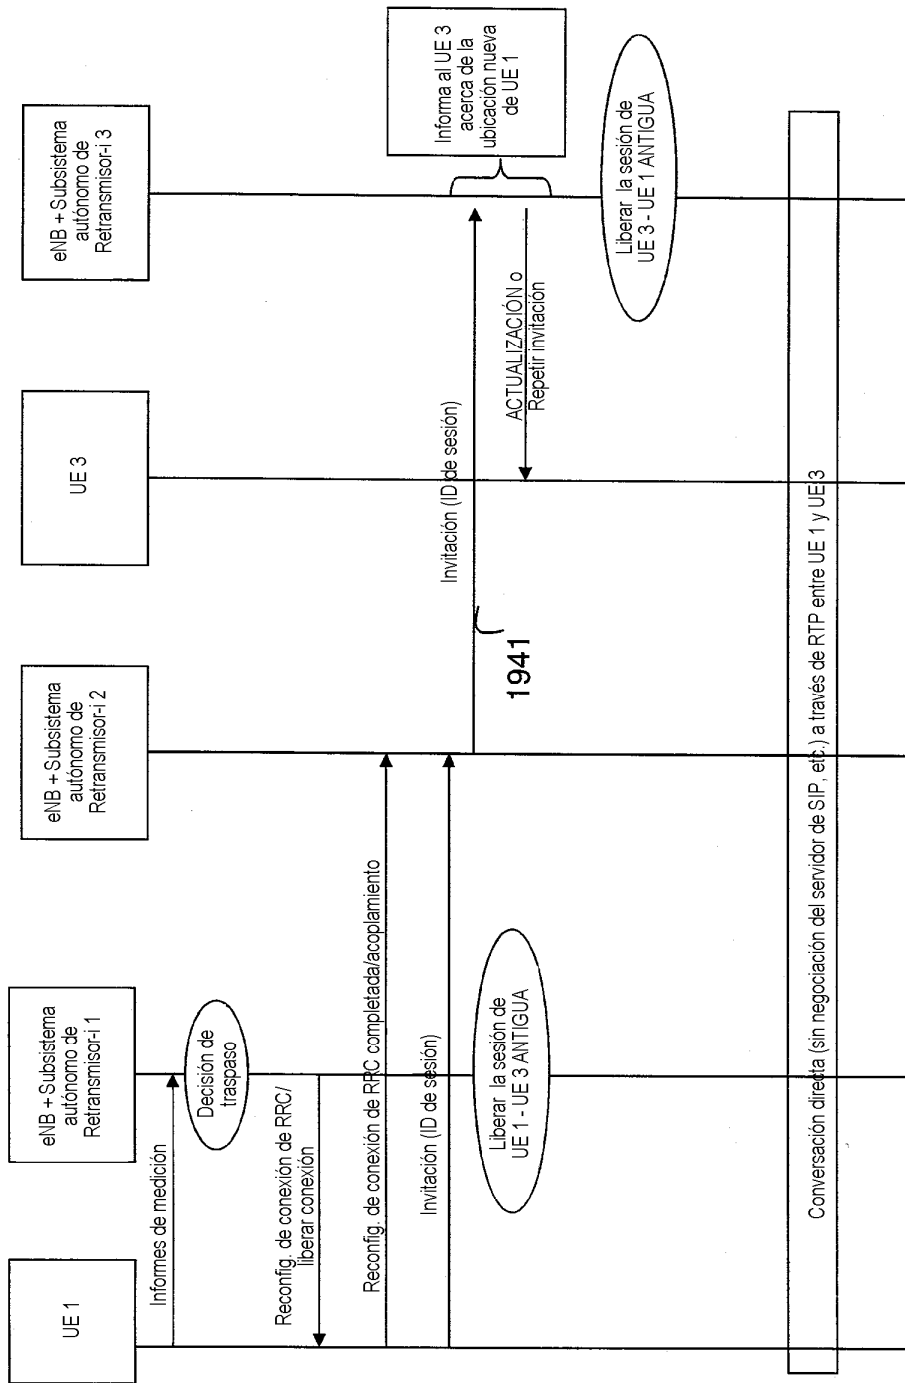 UE 1
eNB + Subsistema
autónomo de
Retransmisor-i 1
eNB + Subsistema
autónomo de
Retransmisor-i 2
UE 3
eNB + Subsistema
autónomo de
Retransmisor-i 3
Informes de medición
Decisión de
traspaso
Reconfig. de conexión de RRC/
liberar conexión
Reconfig. de conexión de RRC completada/acoplamiento
Invitación (ID de sesión)
Invitación (ID de sesión)
1941
Informa al UE 3
acerca de la
ubicación nueva
de UE 1
ACTUALIZACIÓN o
Repetir invitación
Liberar la sesión de
UE 1 - UE 3 ANTIGUA
Liberar la sesión de
UE 3 - UE 1 ANTIGUA
Conversación directa (sin negociación del servidor de SIP, etc.) a través de RTP entre UE 1 y UE 3